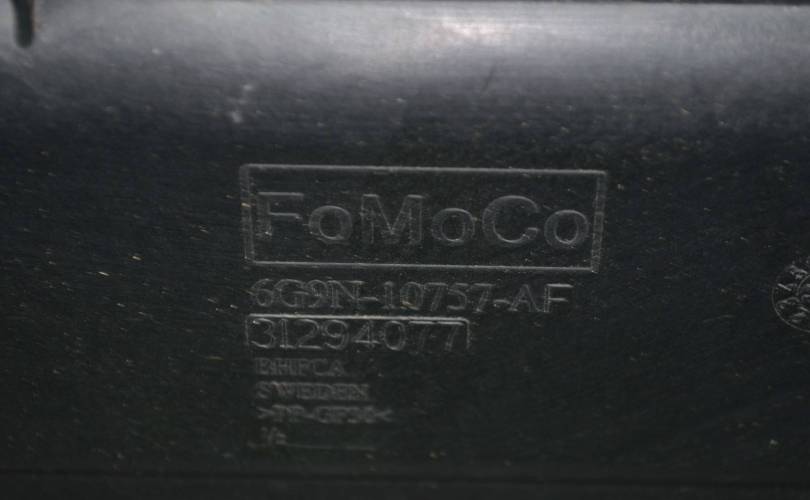 FoMoCo
6G9N-10757-AF
31294077
SWEDEN